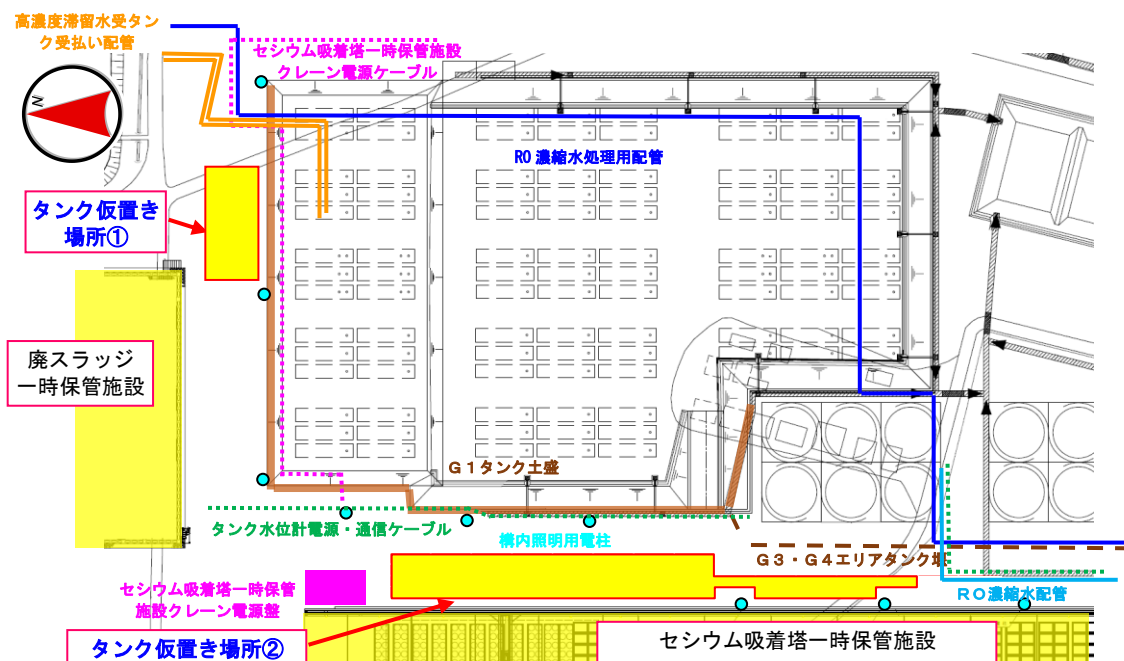 高濃度滞留水受タン
ク受払い配管
セシウム吸着塔一時保管施設
クレーン電源ケーブル
N
RO 濃縮水処理用配管
タンク仮置き
場所①
廃スラッジ
一時保管施設
G1タンク土盛
タンク水位計電源・通信ケーブル
構内照明用電柱
G3・G4エリアタンク堰
セシウム吸着塔一時保管
施設クレーン電源盤
RO濃縮水配管
タンク仮置き場所②
セシウム吸着塔一時保管施設